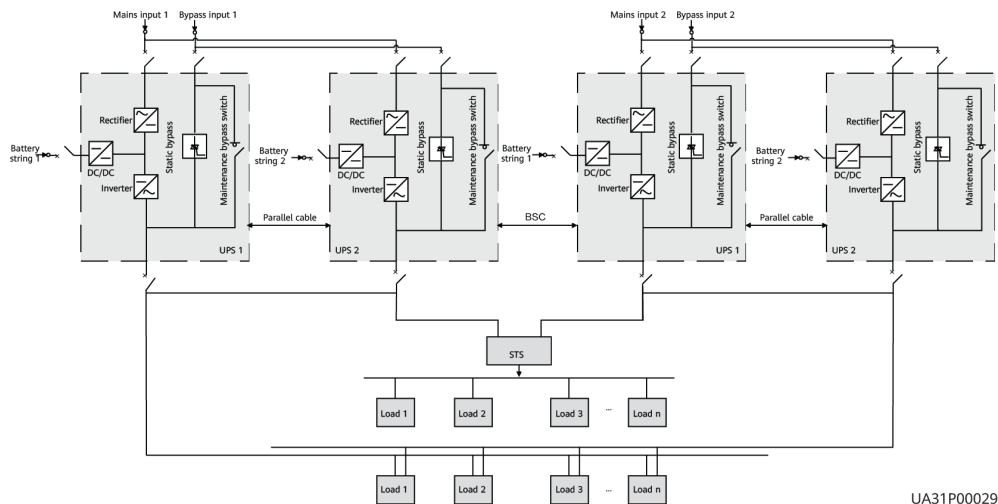 Mains input 1
Bypass input 1
Mains input 2
Bypass input 2
Rectifier
Battery
string 1
DC/DC
Inverter
Static bypass
Maintenance bypass switch
UPS 1
Parallel cable
Rectifier
Battery
string 2
DC/DC
Inverter
Static bypass
Maintenance bypass switch
UPS 2
BSC
Rectifier
Battery
string 1
DC/DC
Inverter
Static bypass
Maintenance bypass switch
UPS 1
Parallel cable
Rectifier
Battery
string 2
DC/DC
Inverter
Static bypass
Maintenance bypass switch
UPS 2
STS
Load 1
Load 2
Load 3
...
Load n
Load 1
Load 2
Load 3
...
Load n
UA31P00029